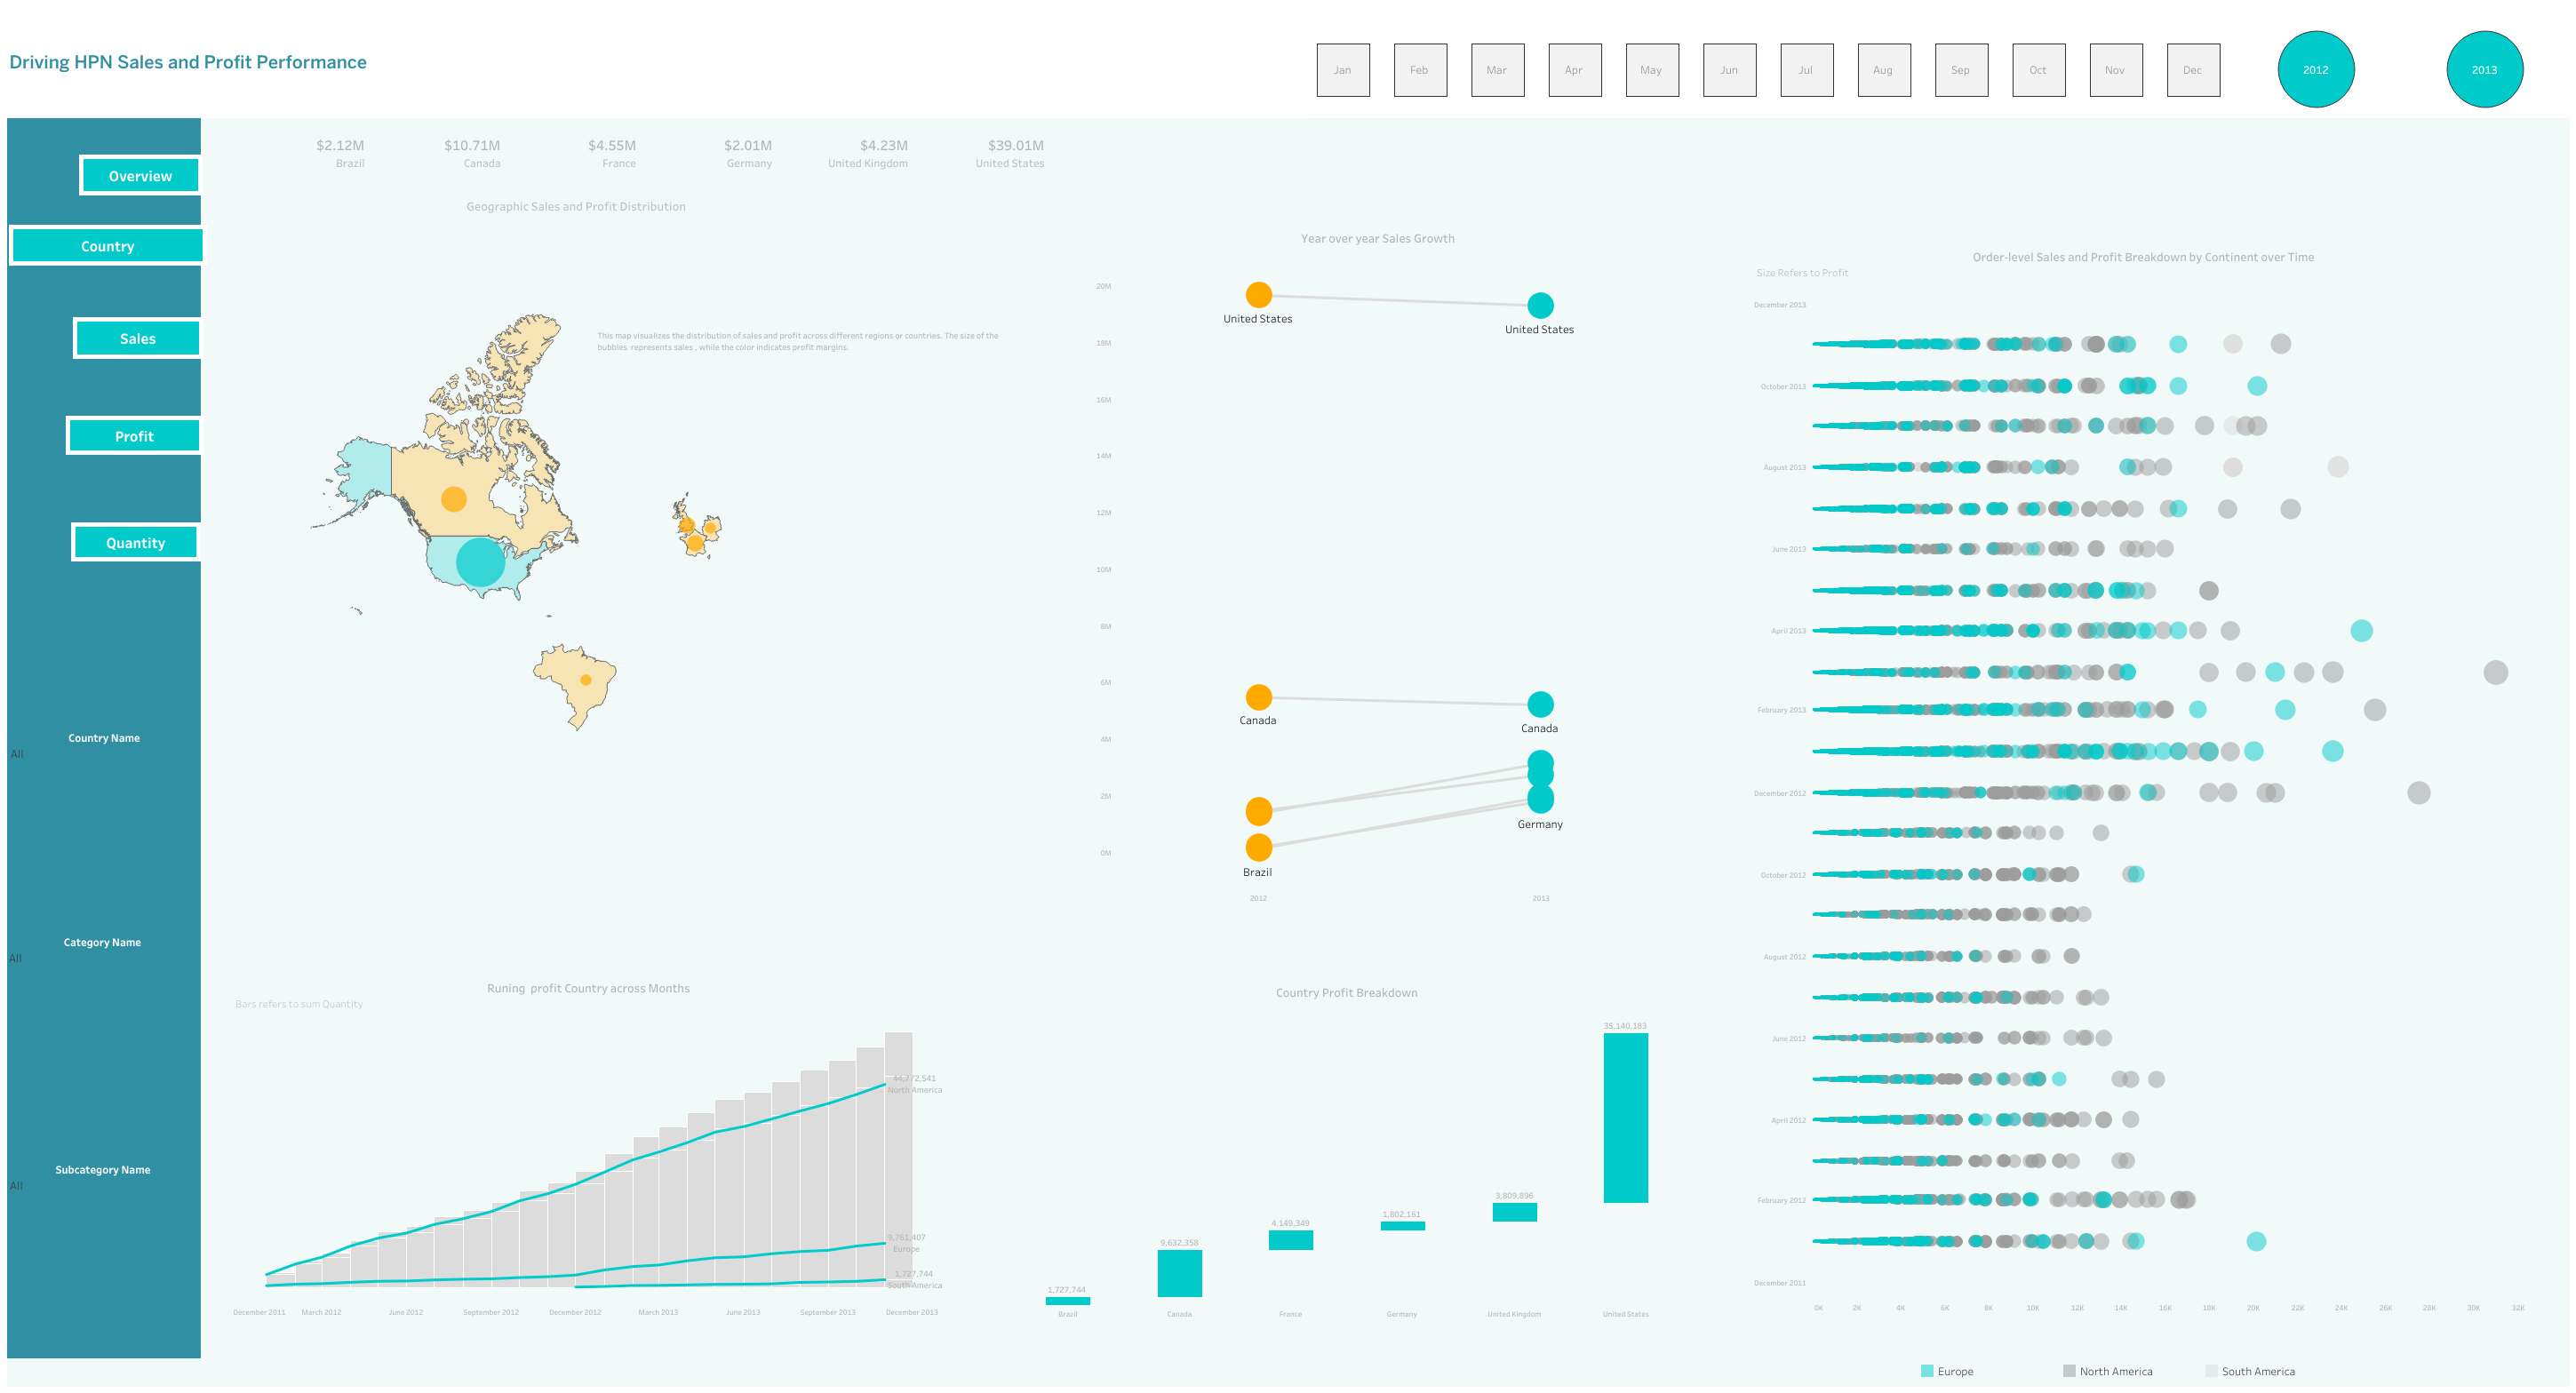 Driving HPN Sales and Profit Performance
Jan Feb Mar Apr May Jun Jul Aug Sep Oct Nov Dec 2012 2013
Overview
Country
Sales
Profit
Quantity
Country Name
All
Category Name
All
Subcategory Name
All
$2.12M $10.71M $4.55M $2.01M $4.23M $39.01M
Brazil Canada France Germany United Kingdom United States
Geographic Sales and Profit Distribution
This map visualizes the distribution of sales and profit across different regions or countries. The size of the
bubbles represents sales , while the color indicates profit margins.
Year over year Sales Growth
20M
18M
16M
14M
12M
10M
8M
6M
4M
2M
0M
United States
United States
Canada
Canada
Germany
Brazil
2012 2013
Order-level Sales and Profit Breakdown by Continent over Time
Size Refers to Profit
December 2013
October 2013
August 2013
June 2013
April 2013
February 2013
December 2012
October 2012
August 2012
June 2012
April 2012
February 2012
December 2011
0K 2K 4K 6K 8K 10K 12K 14K 16K 18K 20K 22K 24K 26K 28K 30K 32K
Europe North America South America
Runing profit Country across Months
Bars refers to sum Quantity
44,772,541
North America
9,761,407
Europe
1,727,744
South America
December 2011 March 2012 June 2012 September 2012 December 2012 March 2013 June 2013 September 2013 December 2013
Country Profit Breakdown
35,140,183
3,809,896
1,802,161
4,149,349
9,632,358
1,727,744
Brazil Canada France Germany United Kingdom United States